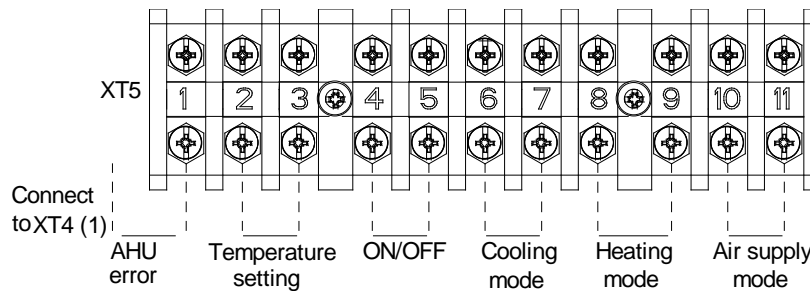 XT5
1 2 3 4 5 6 7 8 9 10 11
Connect
to XT4 (1)
AHU
error
Temperature
setting
ON/OFF
Cooling
mode
Heating
mode
Air supply
mode